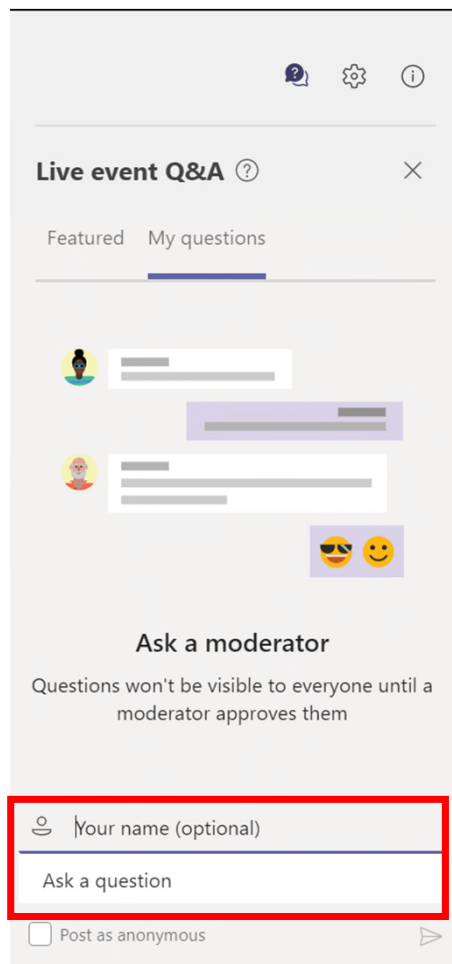 Live event Q&A
Featured My questions
Ask a moderator
Questions won't be visible to everyone until a
moderator approves them
Your name (optional)
Ask a question
Post as anonymous